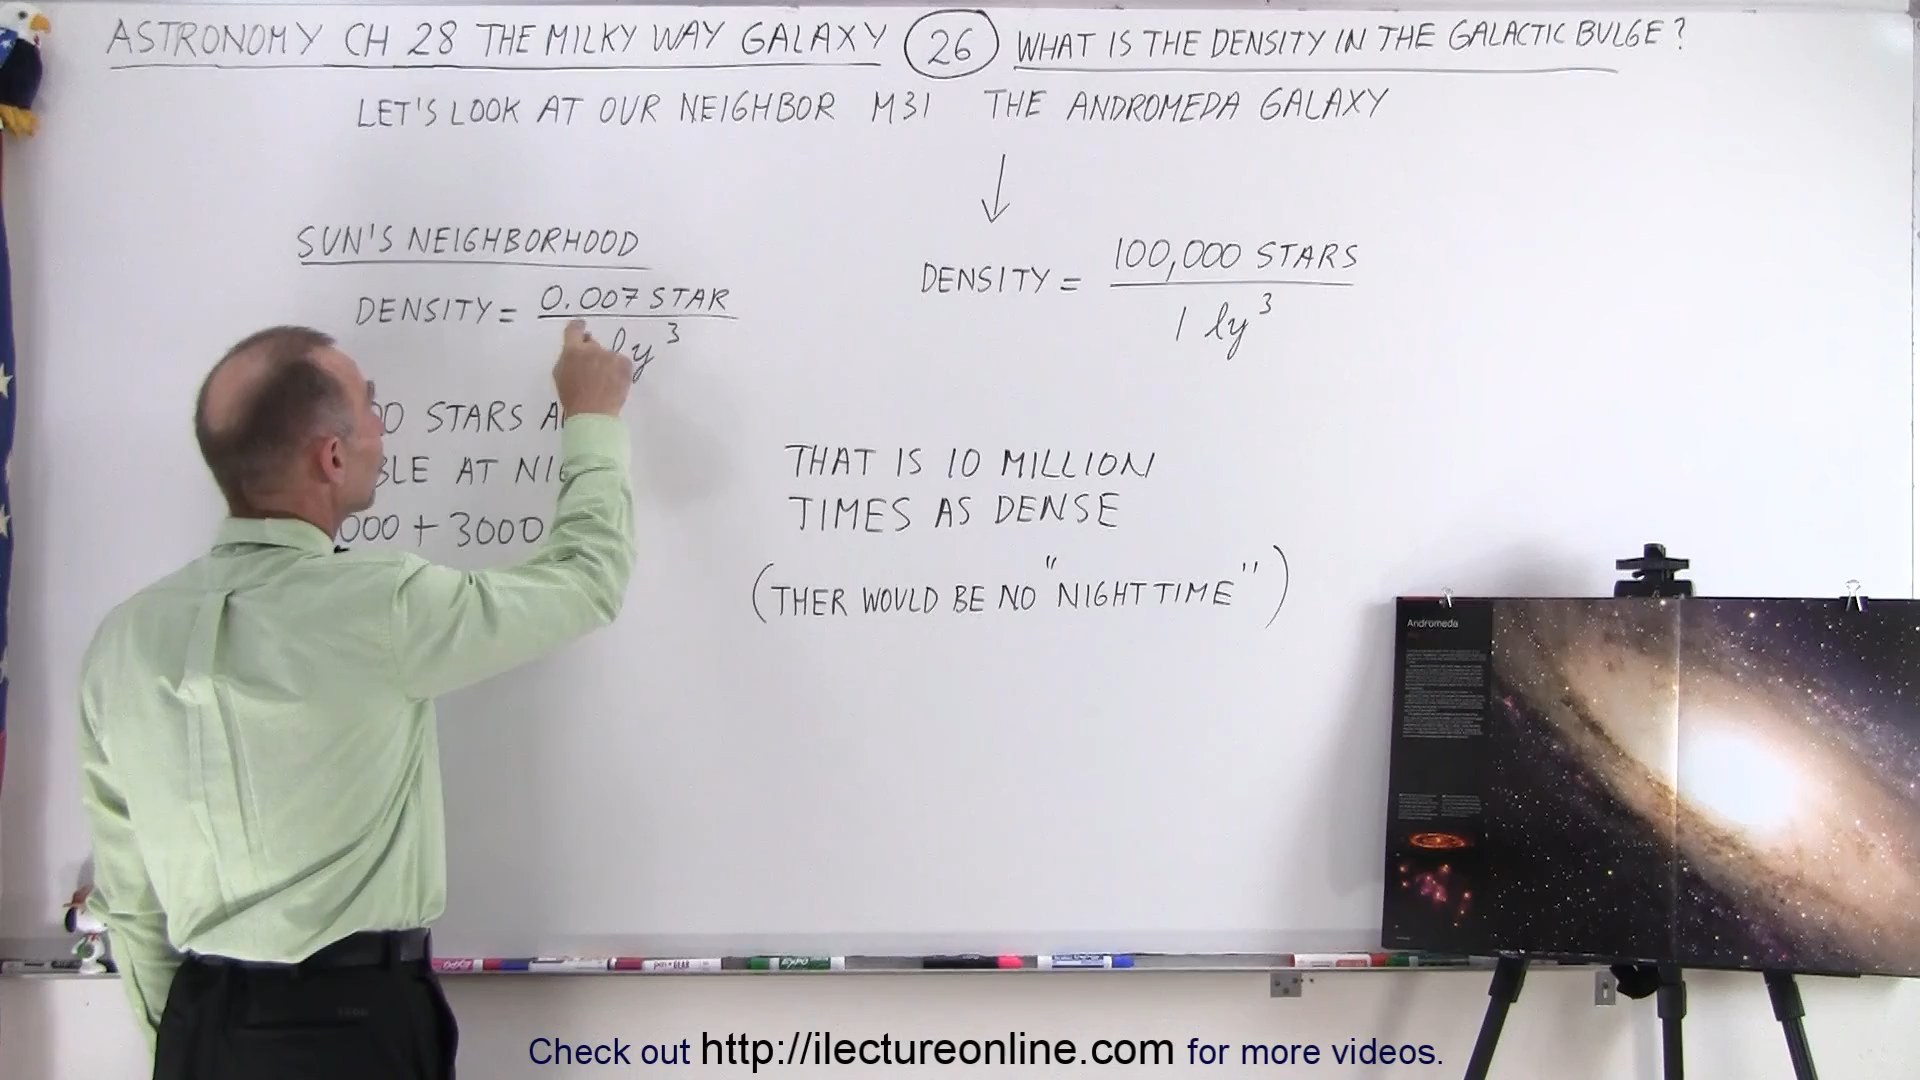 ASTRONOMY CH 28 THE MILKY WAY GALAXY 26 WHAT IS THE DENSITY IN THE GALACTIC BULGE?
LET'S LOOK AT OUR NEIGHBOR M31 THE ANDROMEDA GALAXY
SUN'S NEIGHBORHOOD
DENSITY = 0.007 STAR
ly³
STARS
AT
000 + 3000
DENSITY = 100,000 STARS
1 ly³
THAT IS 10 MILLION
TIMES AS DENSE
(THER WOULD BE NO "NIGHTTIME")
Andromeda
EXPO
Check out http://ilectureonline.com for more videos.